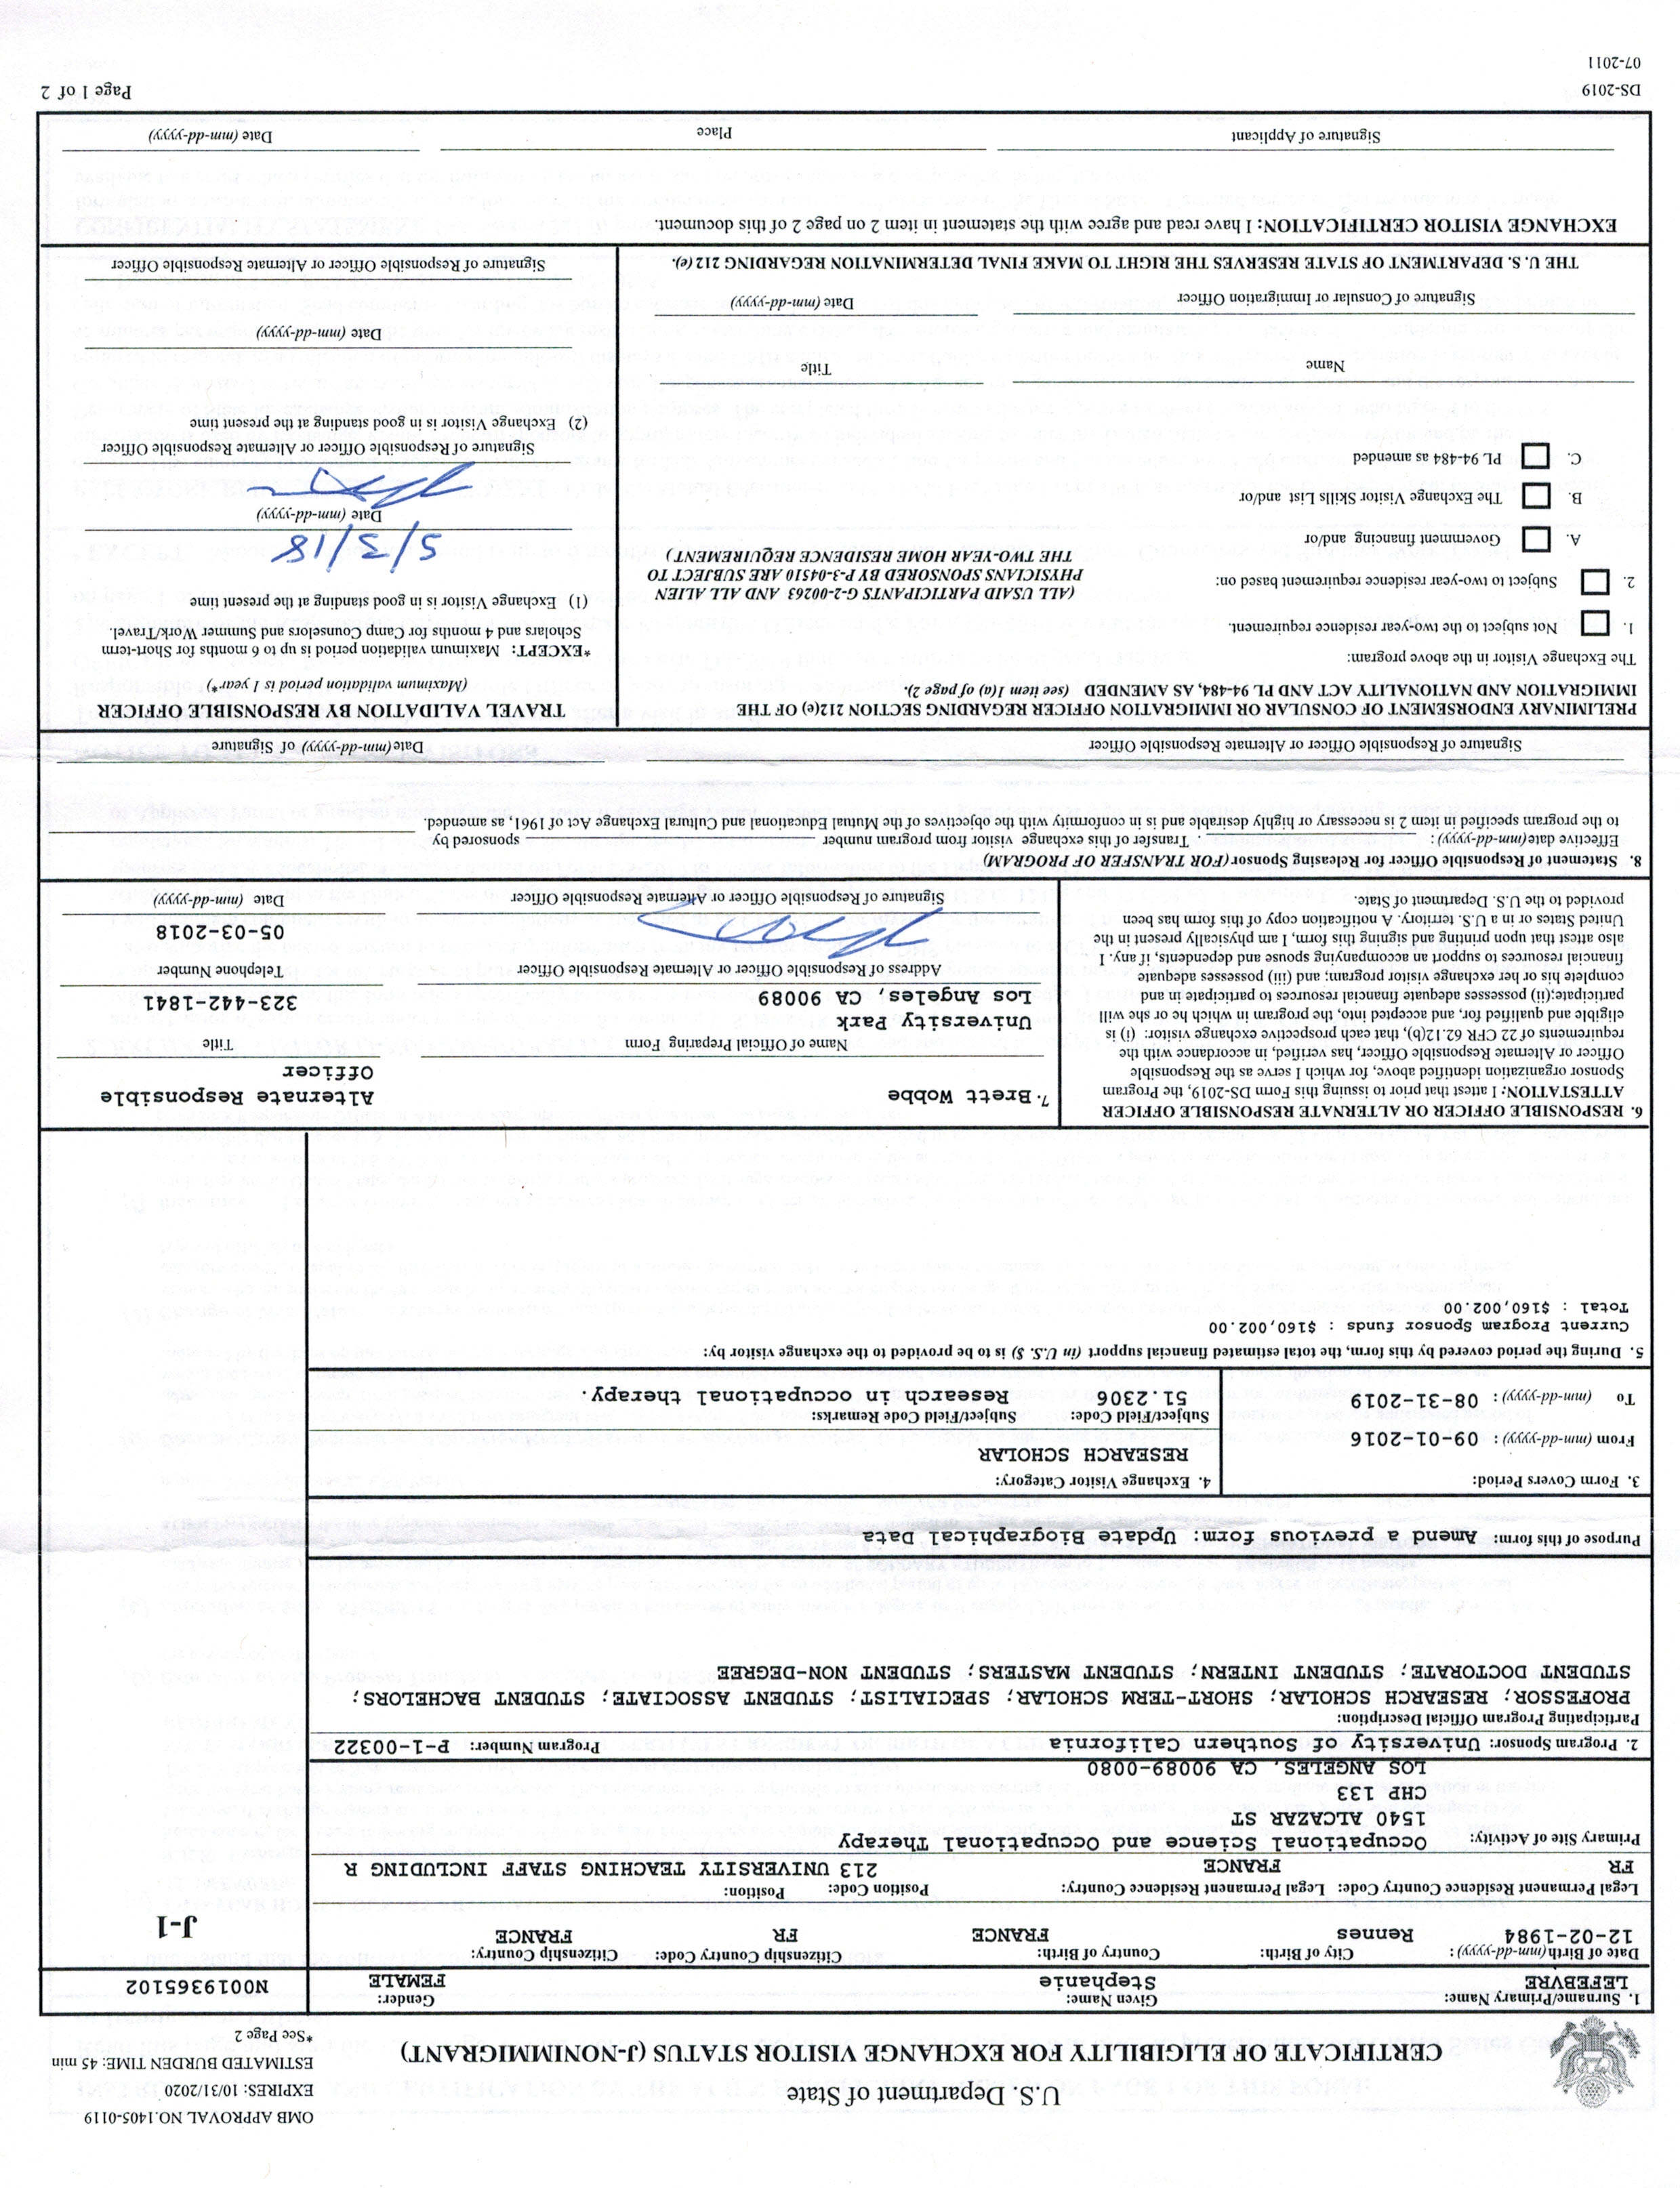 U.S. Department of State
CERTIFICATE OF ELIGIBILITY FOR EXCHANGE VISITOR STATUS (J-NONIMMIGRANT)
OMB APPROVAL NO.1405-0119
EXPIRES: 10/31/2020
ESTIMATED BURDEN TIME: 45 min
*See Page 2
1. Surname/Primary Name: Given Name: Gender:
LEFEBVRE Stephanie FEMALE
N0019365102
Date of Birth(mm-dd-yyyy) : City of Birth: Country of Birth: Citizenship Country Code: Citizenship Country:
12-02-1984 Rennes FRANCE FR FRANCE
J-1
Legal Permanent Residence Country Code: Legal Permanent Residence Country: Position Code: Position:
FR FRANCE 213 UNIVERSITY TEACHING STAFF INCLUDING R
Primary Site of Activity: Occupational Science and Occupational Therapy
1540 ALCAZAR ST
CHP 133
LOS ANGELES, CA 90089-0080
2. Program Sponsor: University of Southern California Program Number: P-1-00322
Participating Program Official Description:
PROFESSOR; RESEARCH SCHOLAR; SHORT-TERM SCHOLAR; SPECIALIST; STUDENT ASSOCIATE; STUDENT BACHELORS;
STUDENT DOCTORATE; STUDENT INTERN; STUDENT MASTERS; STUDENT NON-DEGREE
Purpose of this form: Amend a previous form: Update Biographical Data
3. Form Covers Period:
From (mm-dd-yyyy) : 09-01-2016
To (mm-dd-yyyy) : 08-31-2019
4. Exchange Visitor Category:
RESEARCH SCHOLAR
Subject/Field Code: Subject/Field Code Remarks:
51.2306 Research in occupational therapy.
5. During the period covered by this form, the total estimated financial support (in U.S. $) is to be provided to the exchange visitor by:
Current Program Sponsor funds : $160,002.00
Total : $160,002.00
6. RESPONSIBLE OFFICER OR ALTERNATE RESPONSIBLE OFFICER
ATTESTATION: I attest that prior to issuing this Form DS-2019, the Program
Sponsor organization identified above, for which I serve as the Responsible
Officer or Alternate Responsible Officer, has verified, in accordance with the
requirements of 22 CFR 62.12(b), that each prospective exchange visitor: (i) is
eligible and qualified for, and accepted into, the program in which he or she will
participate;(ii) possesses adequate financial resources to participate in and
complete his or her exchange visitor program; and (iii) possesses adequate
financial resources to support an accompanying spouse and dependents, if any. I
also attest that upon printing and signing this form, I am physically present in the
United States or in a U.S. territory. A notification copy of this form has been
provided to the U.S. Department of State.
7. Brett Wobbe
Alternate Responsible
Officer
Name of Official Preparing Form Title
University Park
Los Angeles, CA 90089
323-442-1841
Address of Responsible Officer or Alternate Responsible Officer Telephone Number
05-03-2018
Signature of Responsible Officer or Alternate Responsible Officer Date (mm-dd-yyyy)
8. Statement of Responsible Officer for Releasing Sponsor (FOR TRANSFER OF PROGRAM)
Effective date(mm-dd-yyyy) : . Transfer of this exchange visitor from program number sponsored by
to the program specified in item 2 is necessary or highly desirable and is in conformity with the objectives of the Mutual Educational and Cultural Exchange Act of 1961, as amended.
Signature of Responsible Officer or Alternate Responsible Officer Date(mm-dd-yyyy) of Signature
PRELIMINARY ENDORSEMENT OF CONSULAR OR IMMIGRATION OFFICER REGARDING SECTION 212(e) OF THE
IMMIGRATION AND NATIONALITY ACT AND PL 94-484, AS AMENDED (see item 1(a) of page 2).
The Exchange Visitor in the above program:
1. Not subject to the two-year residence requirement.
2. Subject to two-year residence requirement based on:
A. Government financing and/or
B. The Exchange Visitor Skills List and/or
C. PL 94-484 as amended
(ALL USAID PARTICIPANTS G-2-00263 AND ALL ALIEN
PHYSICIANS SPONSORED BY P-3-04510 ARE SUBJECT TO
THE TWO-YEAR HOME RESIDENCE REQUIREMENT)
Name Title
Signature of Consular or Immigration Officer Date (mm-dd-yyyy)
THE U. S. DEPARTMENT OF STATE RESERVES THE RIGHT TO MAKE FINAL DETERMINATION REGARDING 212 (e).
TRAVEL VALIDATION BY RESPONSIBLE OFFICER
(Maximum validation period is 1 year*)
*EXCEPT: Maximum validation period is up to 6 months for Short-term
Scholars and 4 months for Camp Counselors and Summer Work/Travel.
(1) Exchange Visitor is in good standing at the present time
5/3/18
Date (mm-dd-yyyy)
Signature of Responsible Officer or Alternate Responsible Officer
(2) Exchange Visitor is in good standing at the present time
Date (mm-dd-yyyy)
Signature of Responsible Officer or Alternate Responsible Officer
EXCHANGE VISITOR CERTIFICATION: I have read and agree with the statement in item 2 on page 2 of this document.
Signature of Applicant Place Date (mm-dd-yyyy)
DS-2019
07-2011
Page 1 of 2